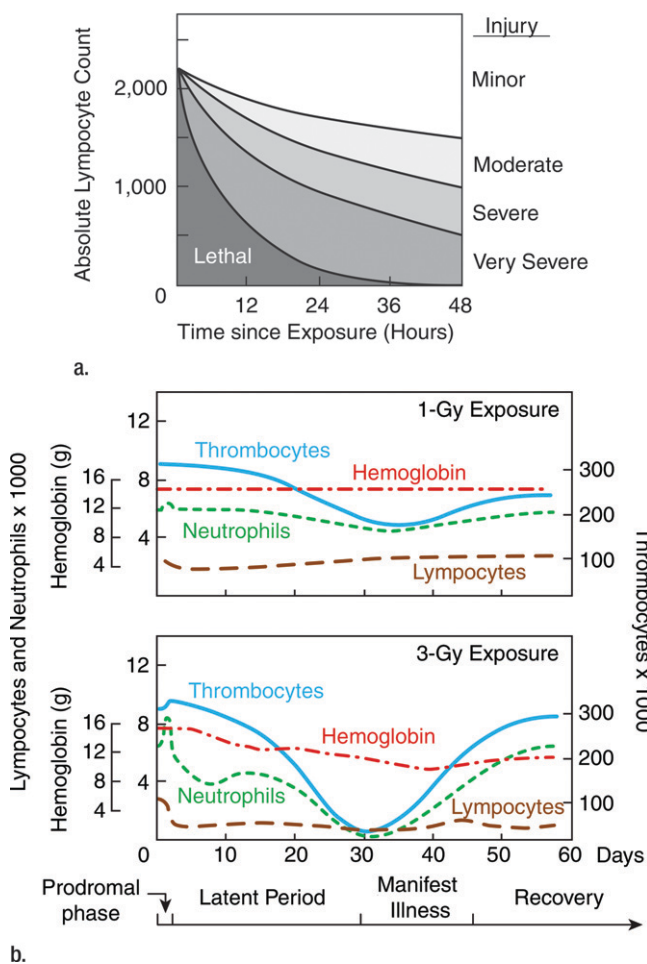 Injury
Absolute Lympocyte Count
2,000
1,000
0
Lethal
Minor
Moderate
Severe
Very Severe
12
24
36
48
Time since Exposure (Hours)
a.
Lymphocytes and Neutrophils x 1000
Hemoglobin (g)
16
12
8
4
12
8
4
1-Gy Exposure
Thrombocytes
Hemoglobin
Neutrophils
Lympocytes
300
200
100
Thrombocytes x 1000
Hemoglobin (g)
16
12
8
4
12
8
4
3-Gy Exposure
Thrombocytes
Hemoglobin
Neutrophils
Lympocytes
300
200
100
0
10
20
30
40
50
60
Days
Prodromal
phase
Latent Period
Manifest
Illness
Recovery
b.